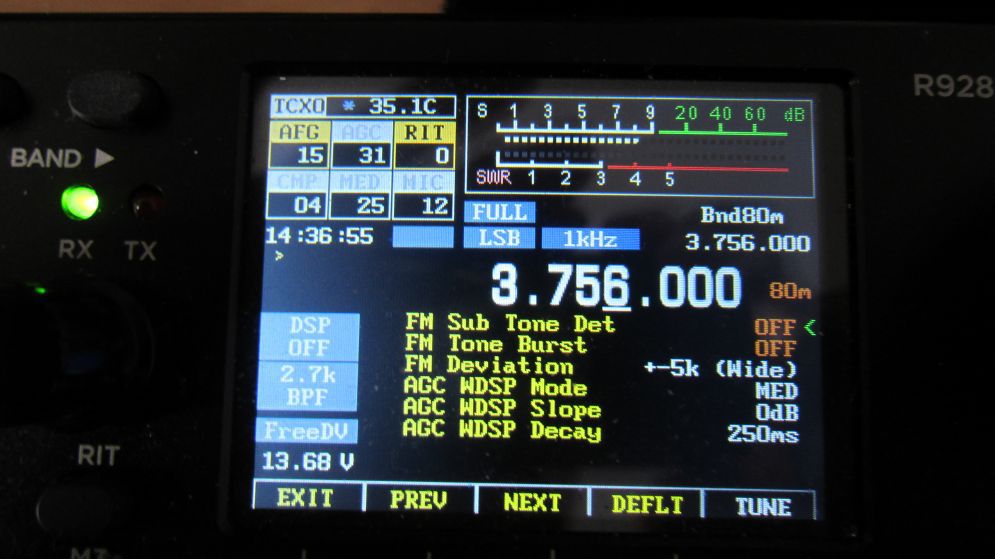 R928
TCXO * 35.1C
S 1 3 5 7 9 20 40 60 dB
AFG AGC RIT
15 31 0
BAND ▶
CMP MED MIC
04 25 12
SWR 1 2 3 4 5
FULL Bnd80m
14:36:55 LSB 1kHz 3.756.000
RX TX
>
3.756.000 80m
DSP OFF
2.7k BPF
FreeDV
13.68 V
FM Sub Tone Det OFF <
FM Tone Burst OFF
FM Deviation +-5k (Wide)
AGC WDSP Mode MED
AGC WDSP Slope 0dB
AGC WDSP Decay 250ms
RIT
EXIT PREV NEXT DEFLT TUNE